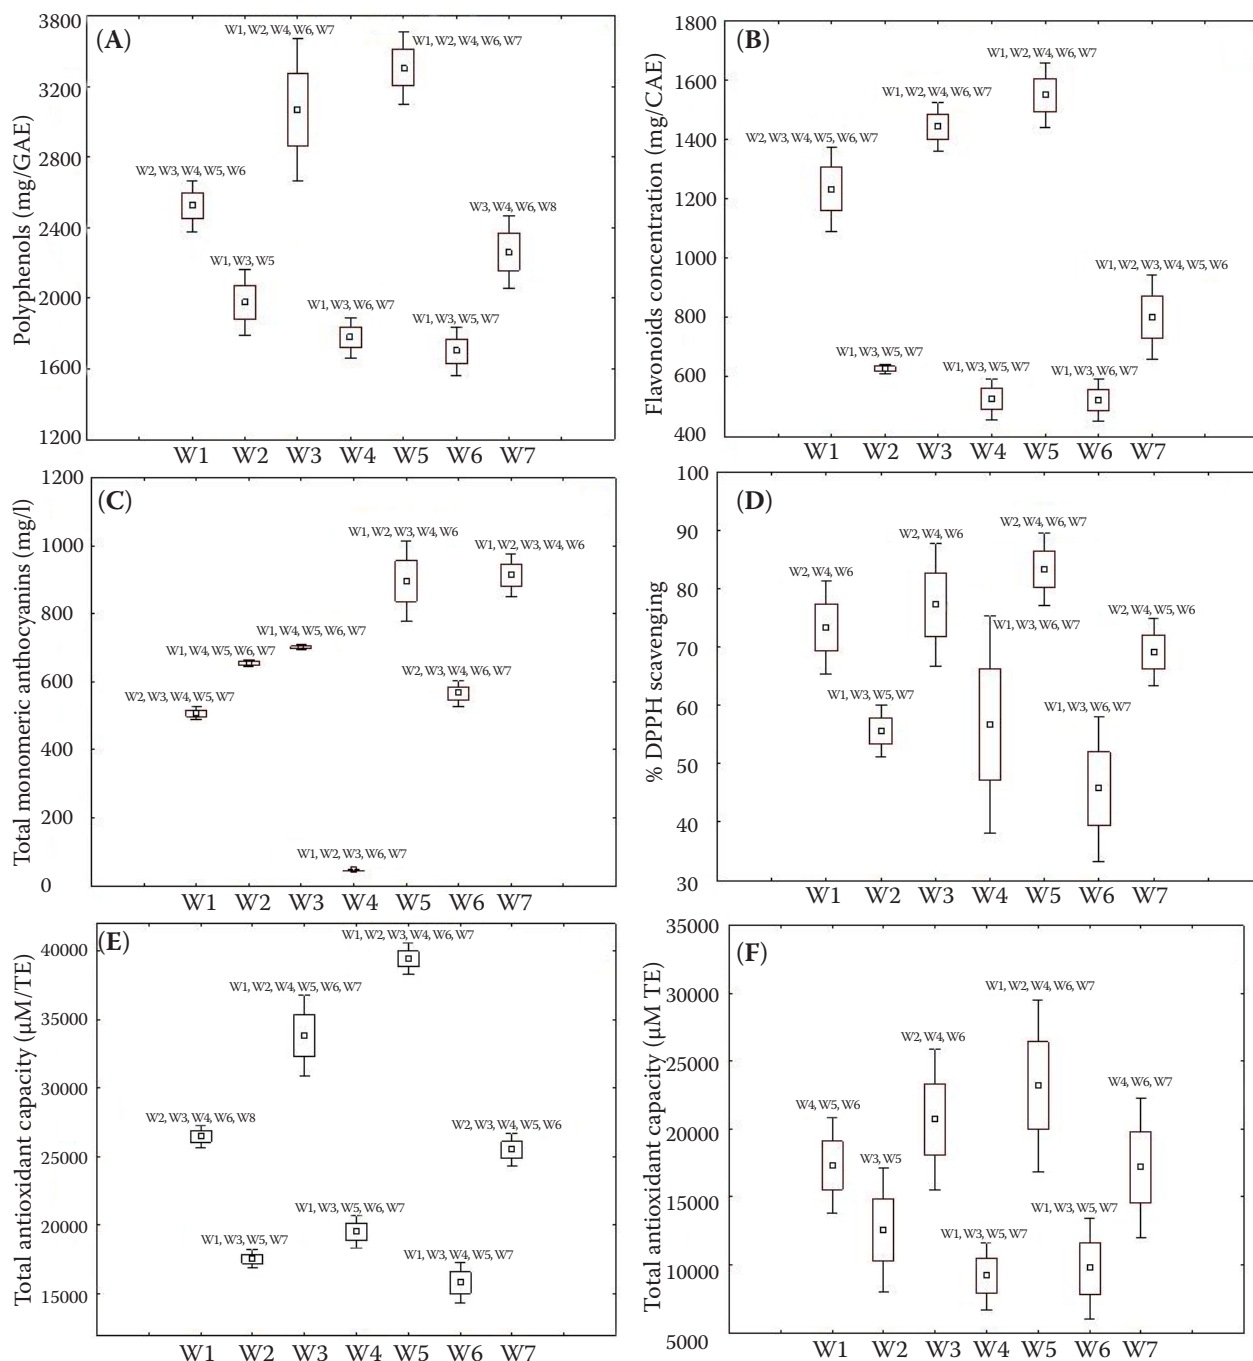 (A)
Polyphenols (mg/GAE)
3800
3200
2800
2400
2000
1600
1200
W2, W3, W4, W5, W6
W1, W3, W5
W1, W2, W4, W6, W7
W1, W3, W6, W7
W1, W2, W4, W6, W7
W1, W3, W5, W7
W3, W4, W6, W8
W1 W2 W3 W4 W5 W6 W7
(B)
Flavonoids concentration (mg/CAE)
1800
1600
1400
1200
1000
800
600
400
W2, W3, W4, W5, W6, W7
W1, W3, W5, W7
W1, W2, W4, W6, W7
W1, W3, W5, W7
W1, W2, W4, W6, W7
W1, W3, W6, W7
W1, W2, W3, W4, W5, W6
W1 W2 W3 W4 W5 W6 W7
(C)
Total monomeric anthocyanins (mg/l)
1200
1000
800
600
400
200
0
W2, W3, W4, W5, W7
W1, W4, W5, W6, W7
W1, W4, W5, W6, W7
W1, W2, W3, W6, W7
W1, W2, W3, W4, W6
W2, W3, W4, W6, W7
W1, W2, W3, W4, W6
W1 W2 W3 W4 W5 W6 W7
(D)
% DPPH scavenging
100
90
80
70
60
50
40
30
W2, W4, W6
W1, W3, W5, W7
W2, W4, W6
W1, W3, W6, W7
W2, W4, W6, W7
W1, W3, W6, W7
W2, W4, W5, W6
W1 W2 W3 W4 W5 W6 W7
(E)
Total antioxidant capacity (µM/TE)
40000
35000
30000
25000
20000
15000
W2, W3, W4, W6, W8
W1, W3, W5, W7
W1, W2, W4, W5, W6, W7
W1, W3, W5, W6, W7
W1, W2, W3, W4, W6, W7
W1, W3, W4, W5, W7
W2, W3, W4, W5, W6
W1 W2 W3 W4 W5 W6 W7
(F)
Total antioxidant capacity (µM TE)
35000
30000
25000
20000
15000
10000
5000
W4, W5, W6
W3, W5
W2, W4, W6
W1, W3, W5, W7
W1, W2, W4, W6, W7
W1, W3, W5, W7
W4, W6, W7
W1 W2 W3 W4 W5 W6 W7